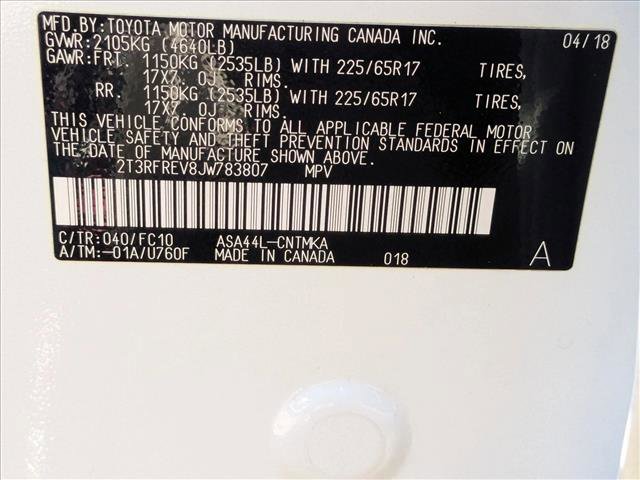 MFD.BY:TOYOTA MOTOR MANUFACTURING CANADA INC. 04/18
GVWR:2105KG (4640LB)
GAWR:FRT. 1150KG (2535LB) WITH 225/65R17 TIRES,
17X7. 0J RIMS.
RR. 1150KG (2535LB) WITH 225/65R17 TIRES,
17X7. 0J RIMS.
THIS VEHICLE CONFORMS TO ALL APPLICABLE FEDERAL MOTOR
VEHICLE SAFETY AND THEFT PREVENTION STANDARDS IN EFFECT ON
THE DATE OF MANUFACTURE SHOWN ABOVE.
2T3RFREV8JW783807 MPV
C/TR:040/FC10 ASA44L-CNTMKA
A/TM:-01A/U760F MADE IN CANADA 018 A